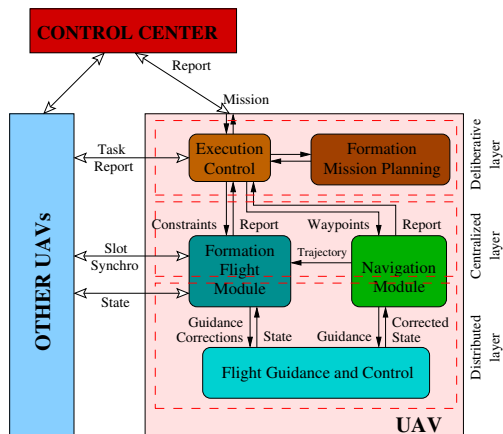 CONTROL CENTER
Report
Mission
Task
Report
Execution
Control
Formation
Mission Planning
Deliberative
layer
Constraints
Report
Waypoints
Report
Slot
Synchro
Formation
Flight
Module
Trajectory
Navigation
Module
Centralized
layer
State
OTHER UAVs
Guidance
Corrections
State
Guidance
Corrected
State
Distributed
layer
Flight Guidance and Control
UAV